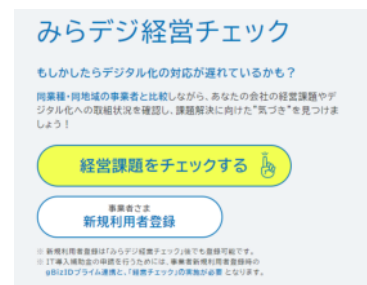 みらデジ経営チェック
もしかしたらデジタル化の対応が遅れているかも？
同業種・同地域の事業者と比較しながら、あなたの会社の経営課題やデ
ジタル化への取組状況を確認し、課題解決に向けた"気づき"を見つけま
しょう！
経営課題をチェックする
事業者さま
新規利用者登録
※ 新規利用者登録は「みらデジ経営チェック」後でも登録可能です。
※ IT導入補助金の申請を行うためには、事業者新規利用者登録時の
gBizIDプライム連携と、「経営チェック」の実施が必要 となります。